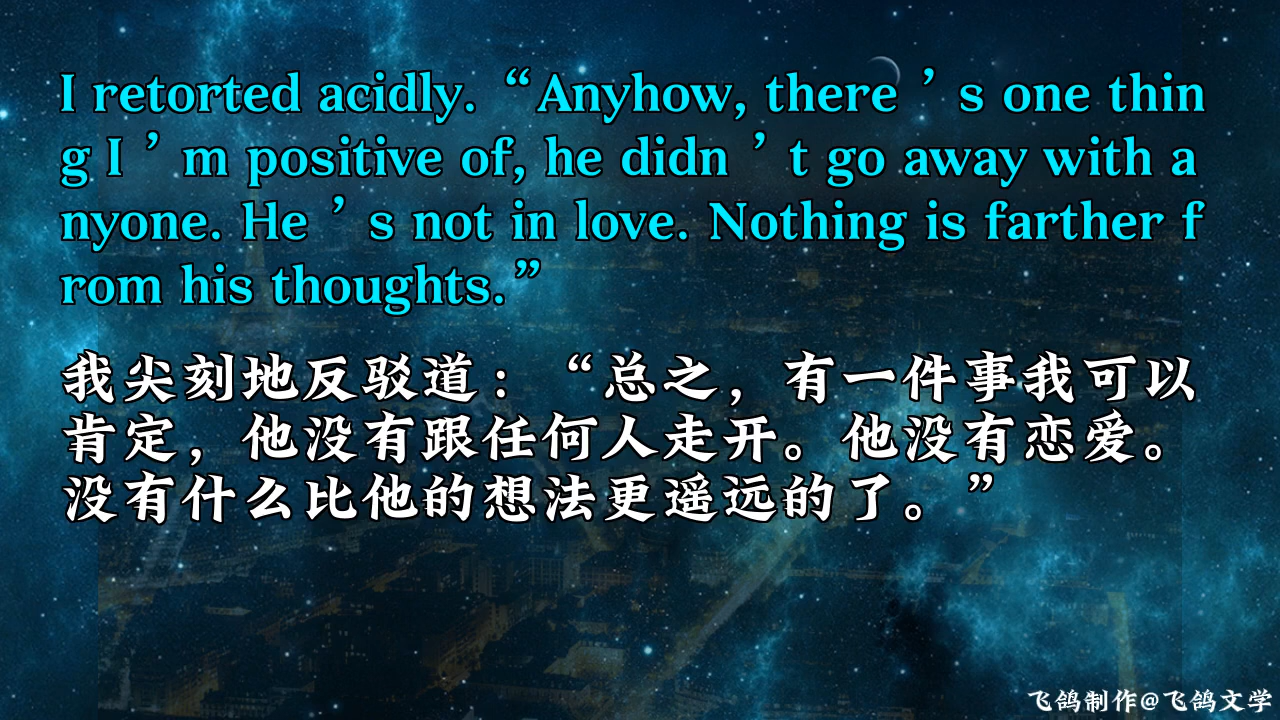 I retorted acidly. “Anyhow, there ’ s one thin
g I ’ m positive of, he didn ’ t go away with a
nyone. He ’ s not in love. Nothing is farther f
rom his thoughts.”
我尖刻地反驳道：“总之，有一件事我可以
肯定，他没有跟任何人走开。他没有恋爱。
没有什么比他的想法更遥远的了。”
飞鸽制作@飞鸽文学